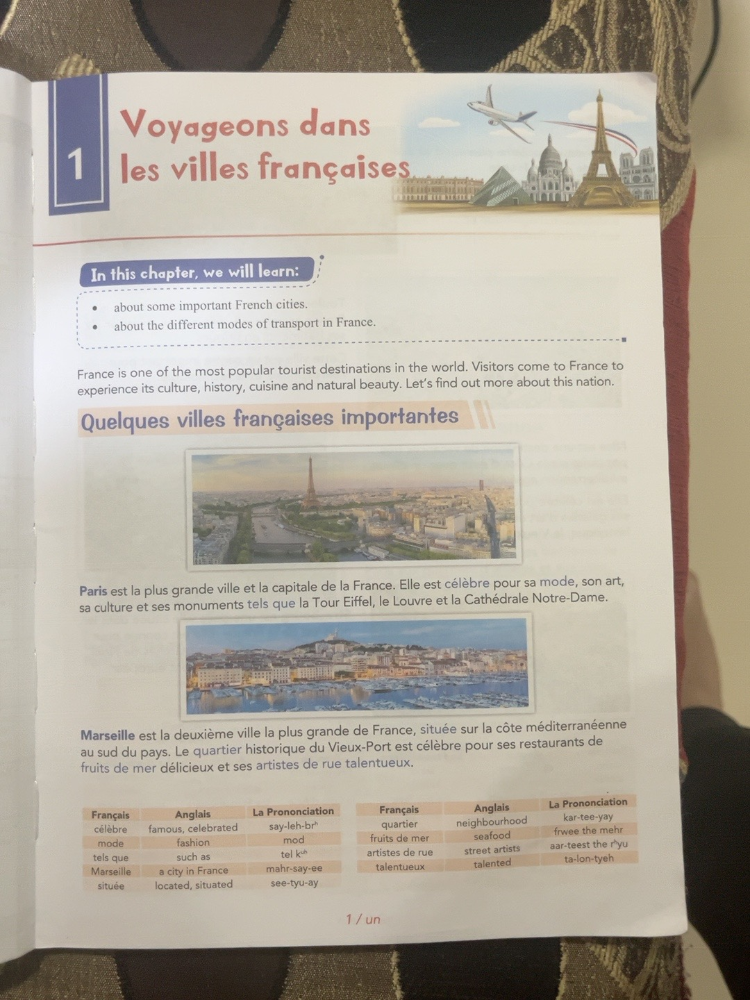 1
Voyageons dans
les villes françaises
In this chapter, we will learn:
• about some important French cities.
• about the different modes of transport in France.
France is one of the most popular tourist destinations in the world. Visitors come to France to
experience its culture, history, cuisine and natural beauty. Let's find out more about this nation.
Quelques villes françaises importantes
Paris est la plus grande ville et la capitale de la France. Elle est célèbre pour sa mode, son art,
sa culture et ses monuments tels que la Tour Eiffel, le Louvre et la Cathédrale Notre-Dame.
Marseille est la deuxième ville la plus grande de France, située sur la côte méditerranéenne
au sud du pays. Le quartier historique du Vieux-Port est célèbre pour ses restaurants de
fruits de mer délicieux et ses artistes de rue talentueux.
Français Anglais La Prononciation
célèbre famous, celebrated say-leh-brʰ
mode fashion mod
tels que such as tel kᵘʰ
Marseille a city in France mahr-say-ee
située located, situated see-tyu-ay
Français Anglais La Prononciation
quartier neighbourhood kar-tee-yay
fruits de mer seafood frwee the mehr
artistes de rue street artists aar-teest the rʰyu
talentueux talented ta-lon-tyeh
1 / un